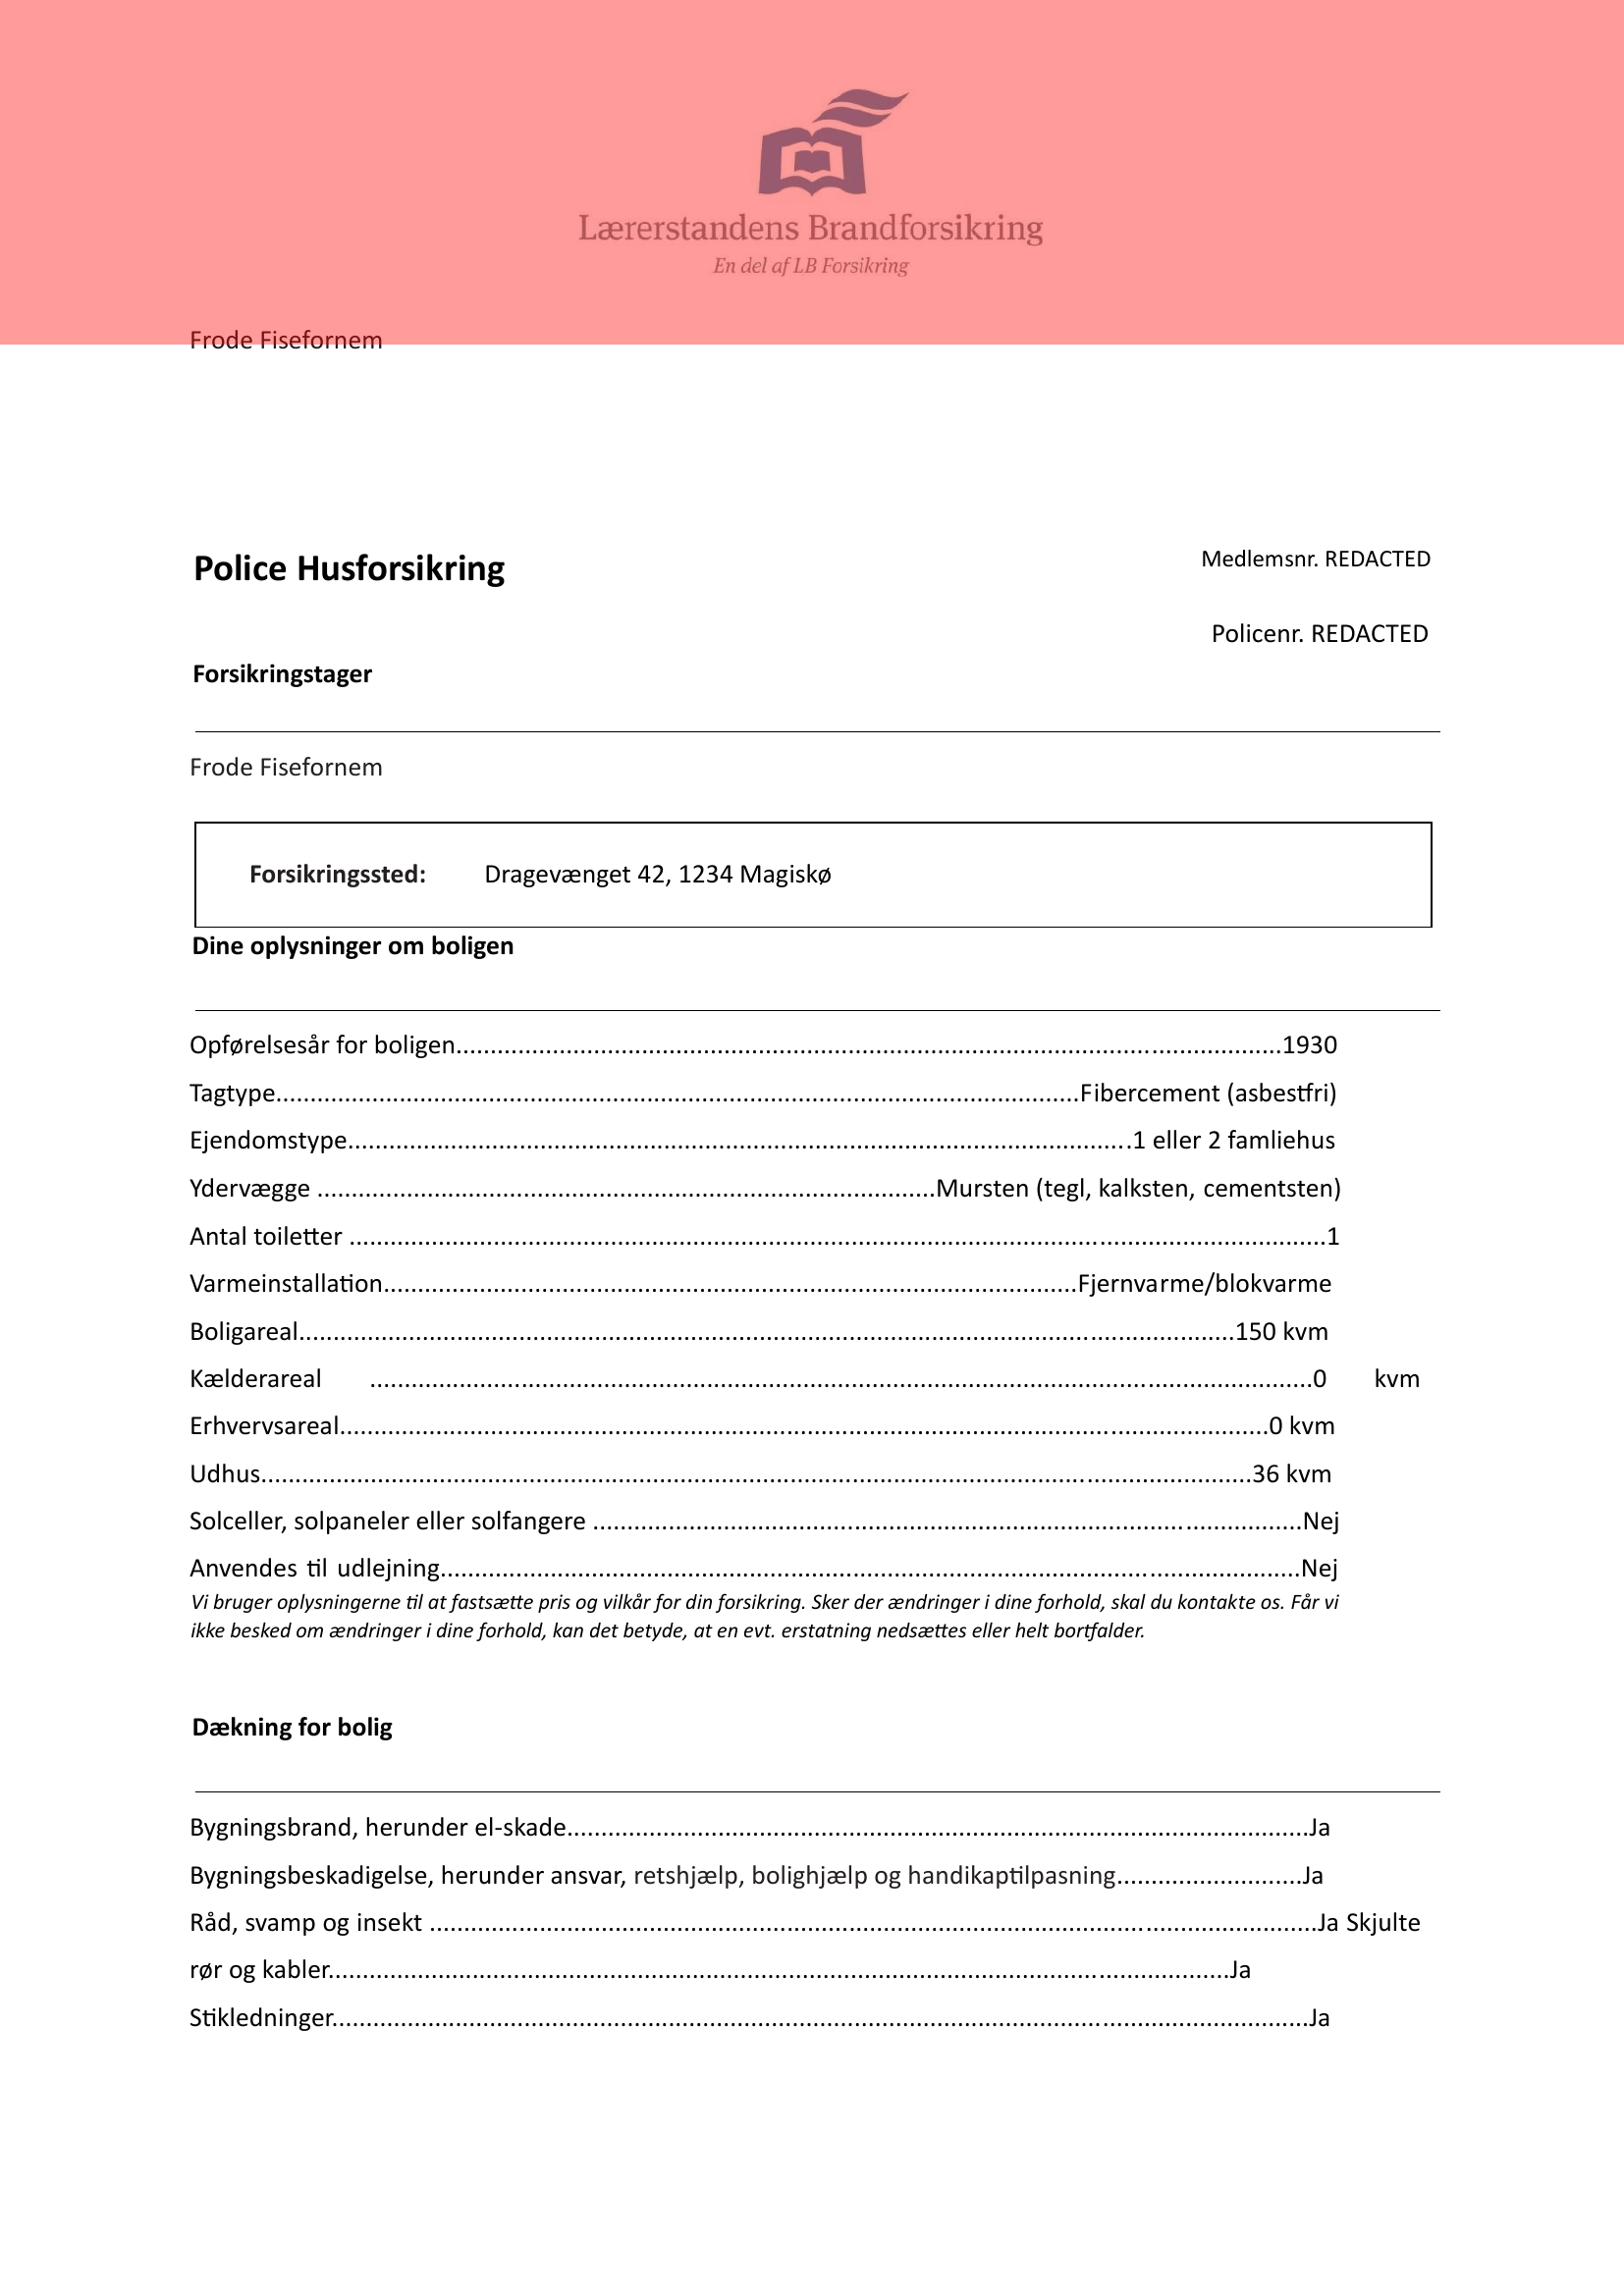 Lærerstandens Brandforsikring
En del af LB Forsikring
Frode Fisefornem
Police Husforsikring
Medlemsnr. REDACTED
Policenr. REDACTED
Forsikringstager
Frode Fisefornem
Forsikringssted: Dragevænget 42, 1234 Magiskø
Dine oplysninger om boligen
Opførelsesår for boligen..........1930
Tagtype..........Fibercement (asbestfri)
Ejendomstype..........1 eller 2 famliehus
Ydervægge ..........Mursten (tegl, kalksten, cementsten)
Antal toiletter ..........1
Varmeinstallation..........Fjernvarme/blokvarme
Boligareal..........150 kvm
Kælderareal ..........0 kvm
Erhvervsareal..........0 kvm
Udhus..........36 kvm
Solceller, solpaneler eller solfangere ..........Nej
Anvendes til udlejning..........Nej
Vi bruger oplysningerne til at fastsætte pris og vilkår for din forsikring. Sker der ændringer i dine forhold, skal du kontakte os. Får vi
ikke besked om ændringer i dine forhold, kan det betyde, at en evt. erstatning nedsættes eller helt bortfalder.
Dækning for bolig
Bygningsbrand, herunder el-skade..........Ja
Bygningsbeskadigelse, herunder ansvar, retshjælp, bolighjælp og handikaptilpasning..........Ja
Råd, svamp og insekt ..........Ja Skjulte
rør og kabler..........Ja
Stikledninger..........Ja